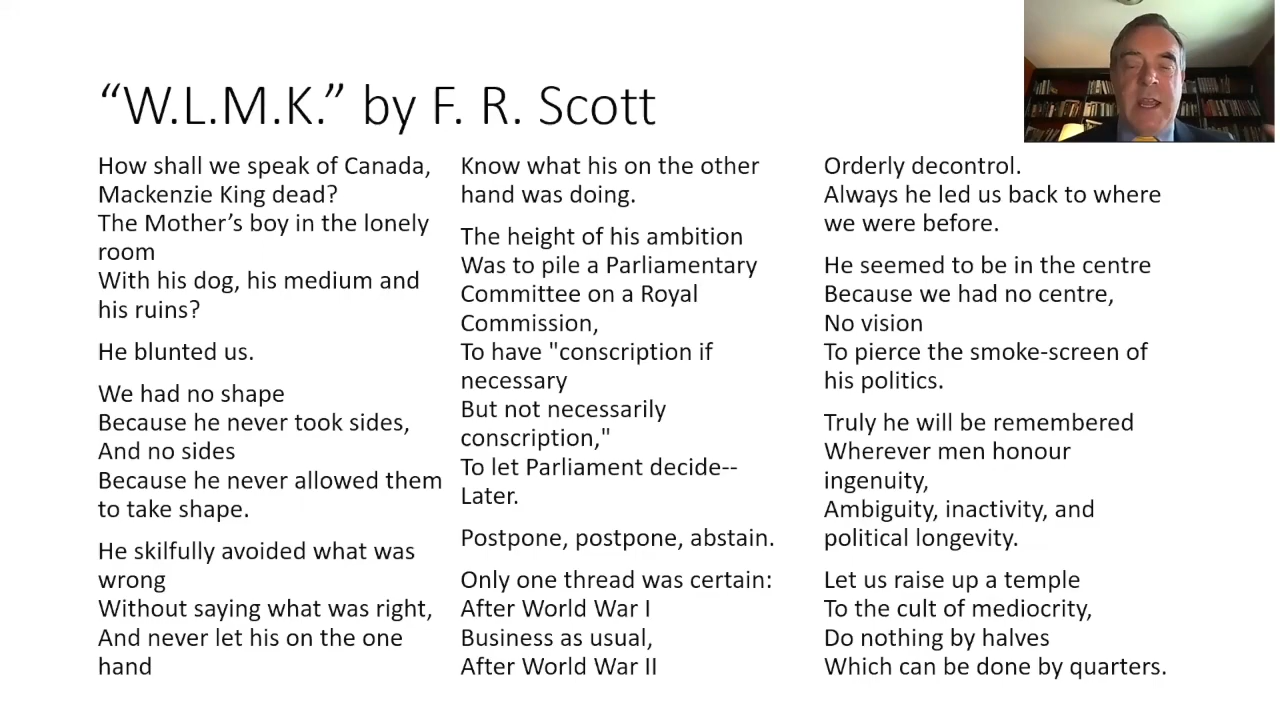 “W.L.M.K.” by F. R. Scott
How shall we speak of Canada,
Mackenzie King dead?
The Mother’s boy in the lonely
room
With his dog, his medium and
his ruins?
He blunted us.
We had no shape
Because he never took sides,
And no sides
Because he never allowed them
to take shape.
He skilfully avoided what was
wrong
Without saying what was right,
And never let his on the one
hand
Know what his on the other
hand was doing.
The height of his ambition
Was to pile a Parliamentary
Committee on a Royal
Commission,
To have "conscription if
necessary
But not necessarily
conscription,"
To let Parliament decide--
Later.
Postpone, postpone, abstain.
Only one thread was certain:
After World War I
Business as usual,
After World War II
Orderly decontrol.
Always he led us back to where
we were before.
He seemed to be in the centre
Because we had no centre,
No vision
To pierce the smoke-screen of
his politics.
Truly he will be remembered
Wherever men honour
ingenuity,
Ambiguity, inactivity, and
political longevity.
Let us raise up a temple
To the cult of mediocrity,
Do nothing by halves
Which can be done by quarters.